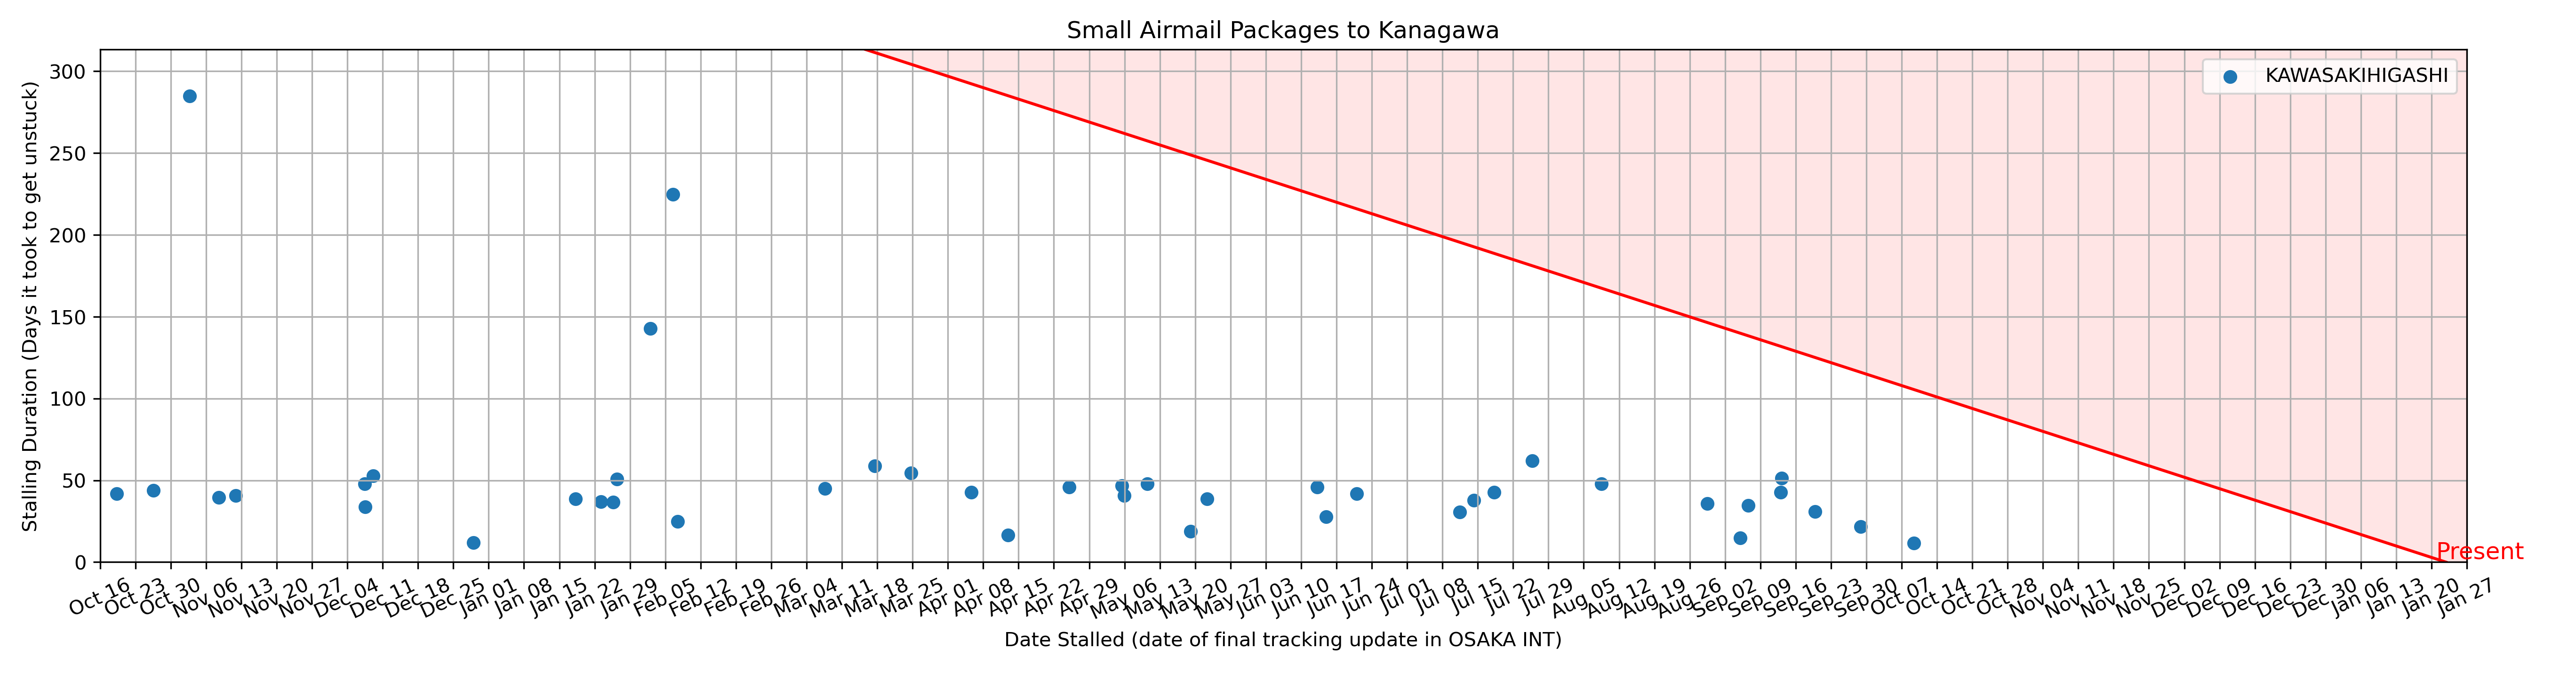 Small Airmail Packages to Kanagawa
KAWASAKIHIGASHI
Stalling Duration (Days it took to get unstuck)
300
250
200
150
100
50
0
Present
Oct 16
Oct 23
Oct 30
Nov 06
Nov 13
Nov 20
Nov 27
Dec 04
Dec 11
Dec 18
Dec 25
Jan 01
Jan 08
Jan 15
Jan 22
Jan 29
Feb 05
Feb 12
Feb 19
Feb 26
Mar 04
Mar 11
Mar 18
Mar 25
Apr 01
Apr 08
Apr 15
Apr 22
Apr 29
May 06
May 13
May 20
May 27
Jun 03
Jun 10
Jun 17
Jun 24
Jul 01
Jul 08
Jul 15
Jul 22
Jul 29
Aug 05
Aug 12
Aug 19
Aug 26
Sep 02
Sep 09
Sep 16
Sep 23
Sep 30
Oct 07
Oct 14
Oct 21
Oct 28
Nov 04
Nov 11
Nov 18
Nov 25
Dec 02
Dec 09
Dec 16
Dec 23
Dec 30
Jan 06
Jan 13
Jan 20
Jan 27
Date Stalled (date of final tracking update in OSAKA INT)